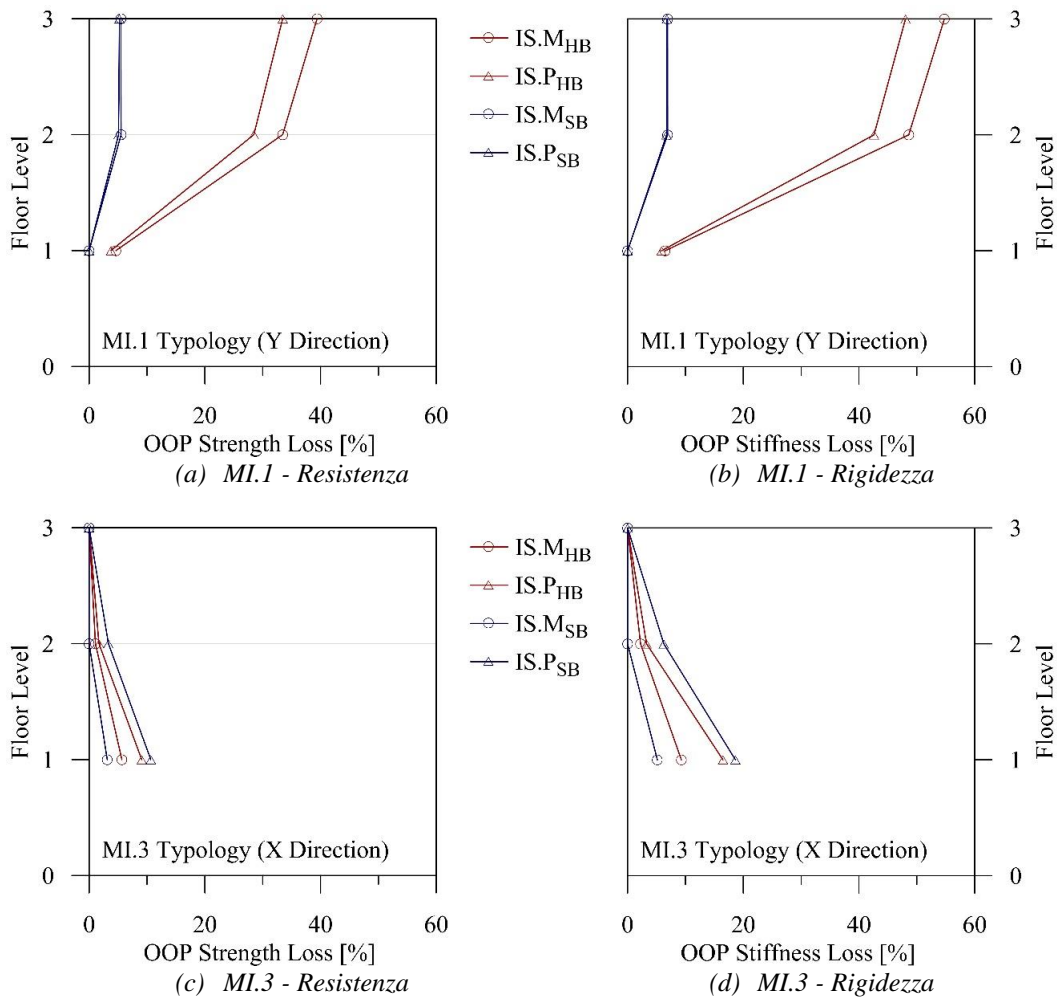 3
2
1
0
Floor Level
MI.1 Typology (Y Direction)
0 20 40 60
OOP Strength Loss [%]
(a) MI.1 - Resistenza
IS.M_HB
IS.P_HB
IS.M_SB
IS.P_SB
3
2
1
0
Floor Level
MI.1 Typology (Y Direction)
0 20 40 60
OOP Stiffness Loss [%]
(b) MI.1 - Rigidezza
3
2
1
0
Floor Level
MI.3 Typology (X Direction)
0 20 40 60
OOP Strength Loss [%]
(c) MI.3 - Resistenza
IS.M_HB
IS.P_HB
IS.M_SB
IS.P_SB
3
2
1
0
Floor Level
MI.3 Typology (X Direction)
0 20 40 60
OOP Stiffness Loss [%]
(d) MI.3 - Rigidezza